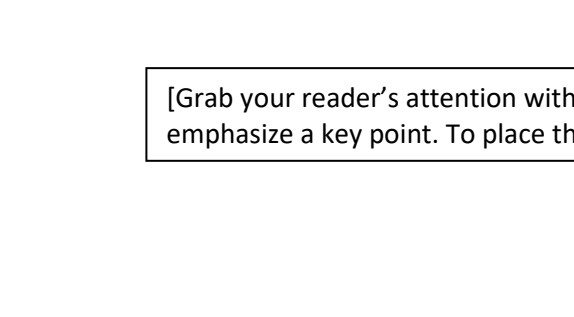 [Grab your reader’s attention with
emphasize a key point. To place th